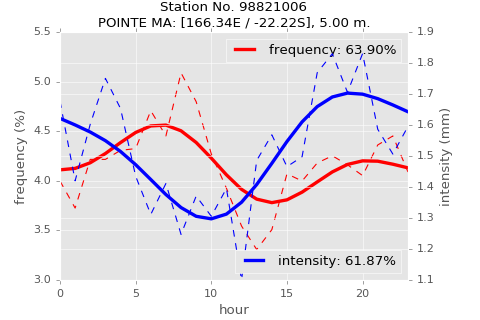 Station No. 98821006
POINTE MA: [166.34E / -22.22S], 5.00 m.
5.5
5.0
4.5
4.0
3.5
3.0
frequency (%)
frequency: 63.90%
intensity: 61.87%
1.9
1.8
1.7
1.6
1.5
1.4
1.3
1.2
1.1
intensity (mm)
0
5
10
15
20
hour